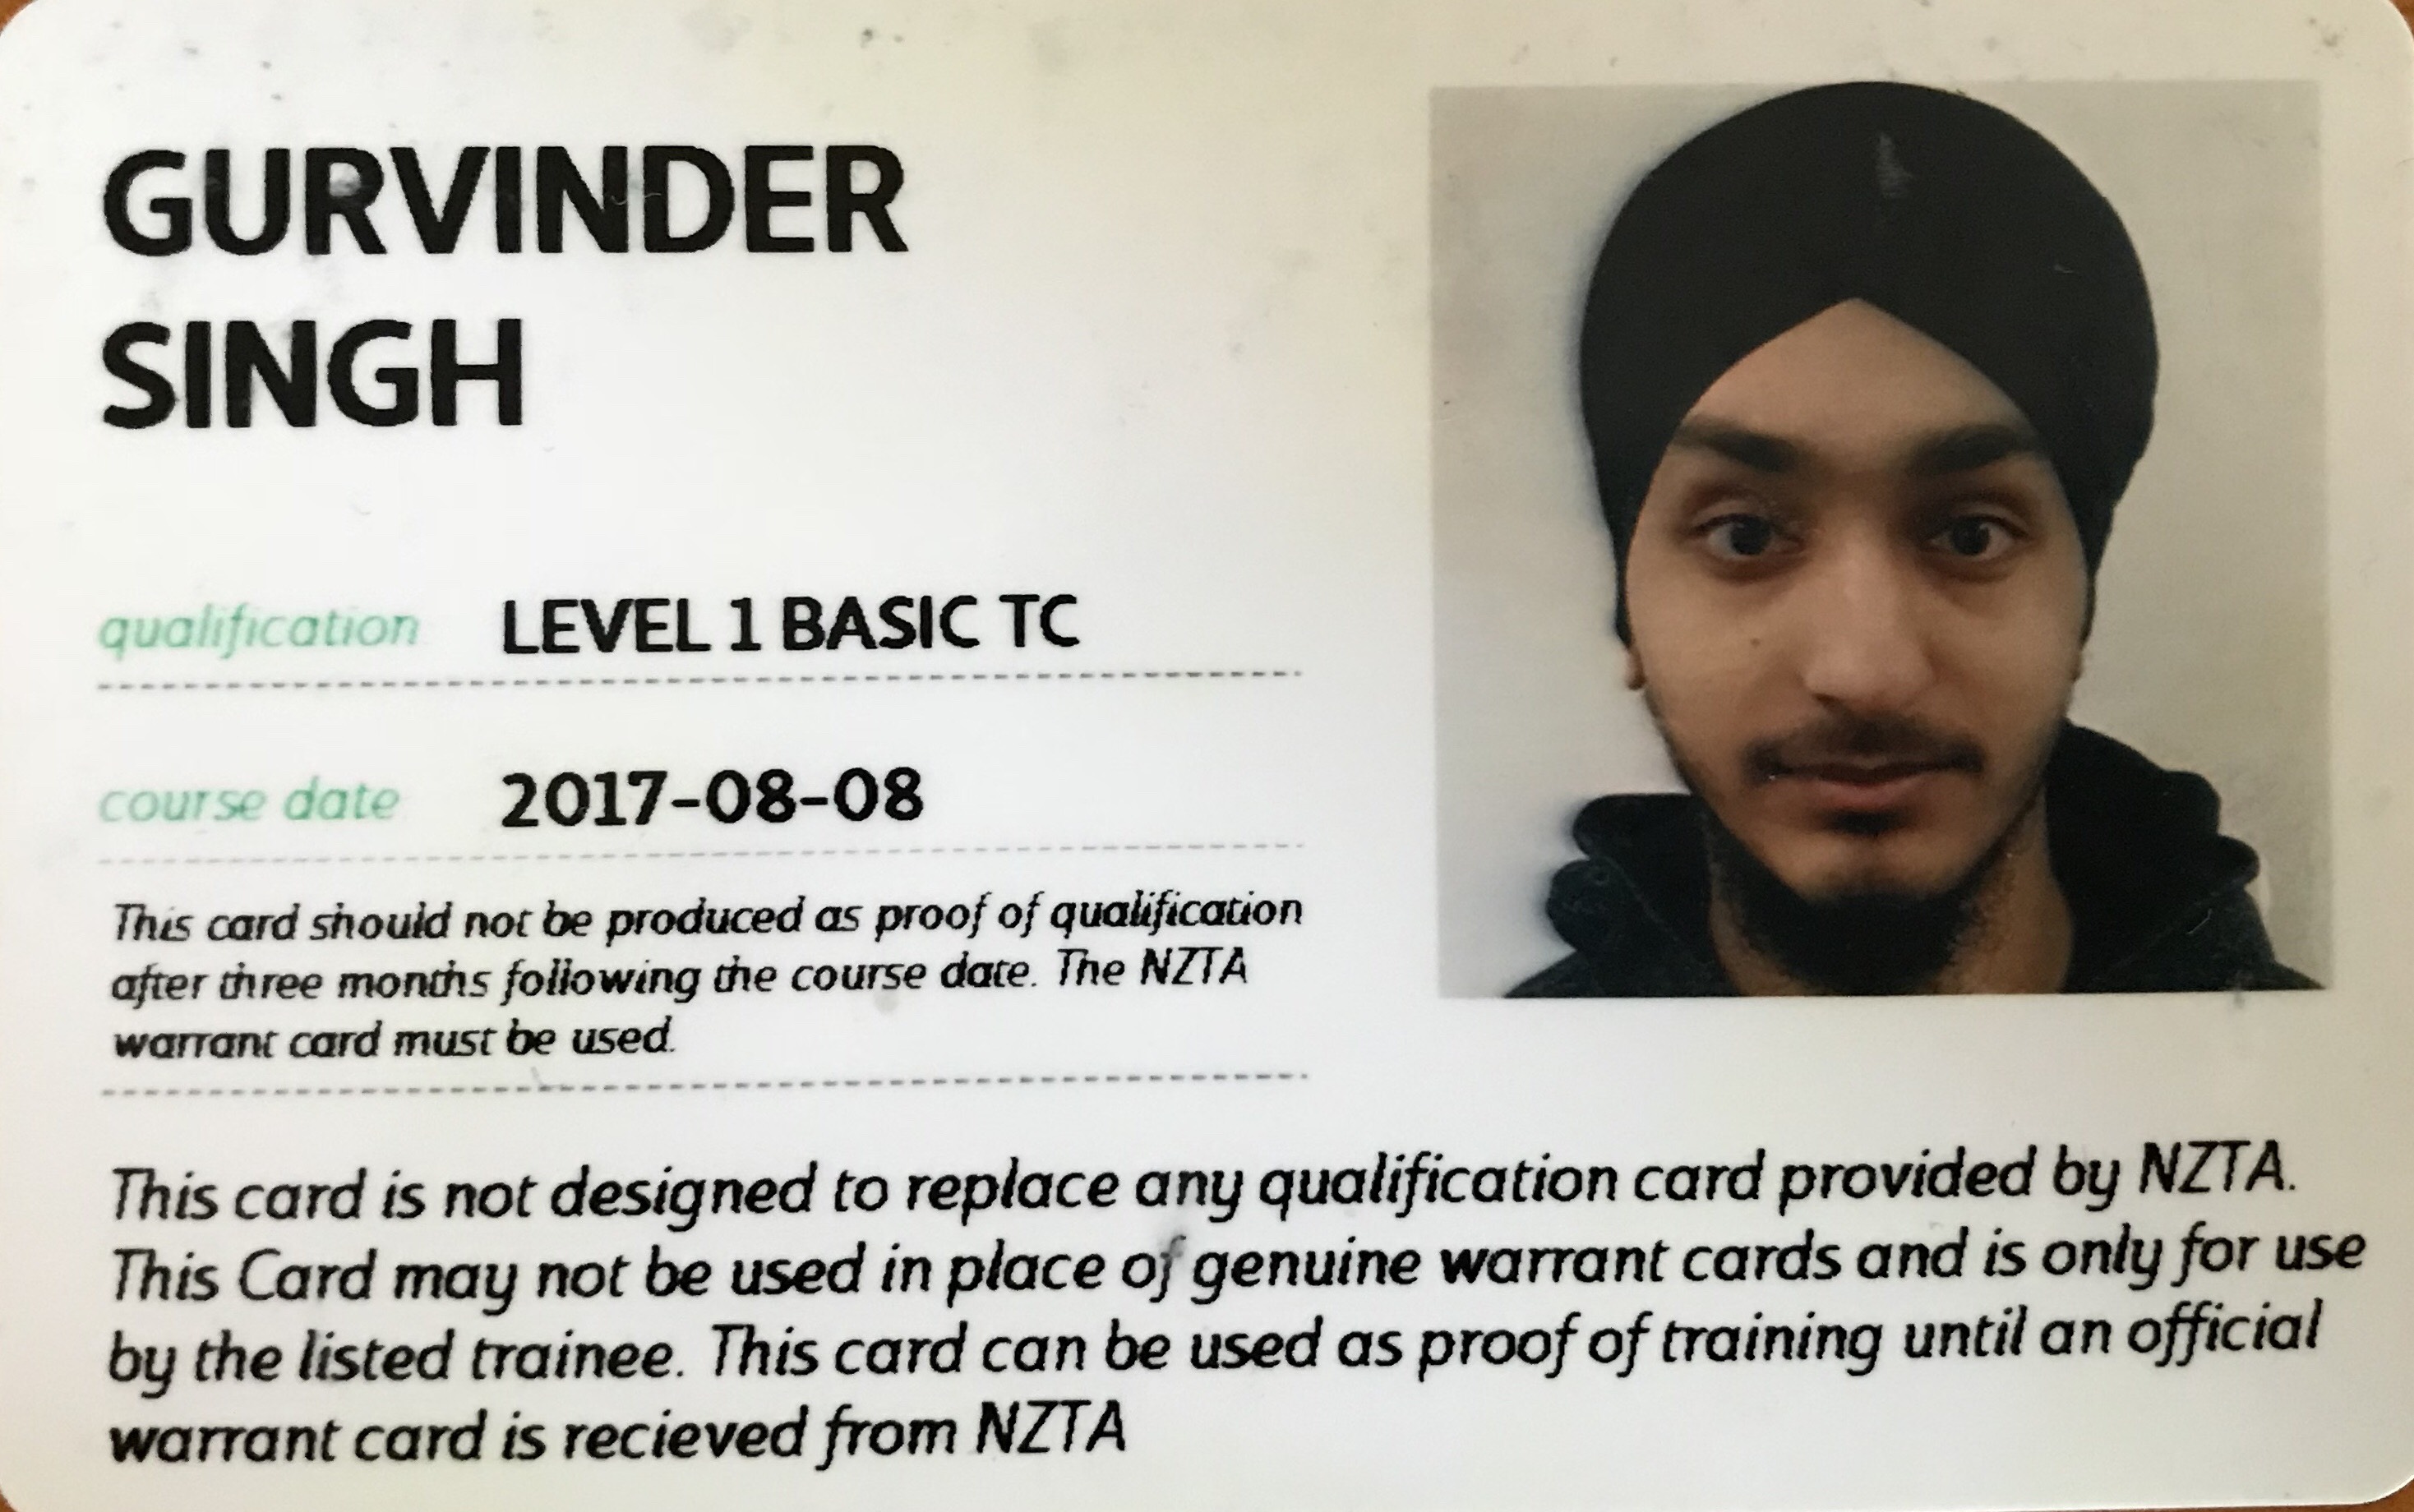 GURVINDER
SINGH
qualification LEVEL 1 BASIC TC
course date 2017-08-08
This card should not be produced as proof of qualification
after three months following the course date. The NZTA
warrant card must be used.
This card is not designed to replace any qualification card provided by NZTA.
This Card may not be used in place of genuine warrant cards and is only for use
by the listed trainee. This card can be used as proof of training until an official
warrant card is recieved from NZTA